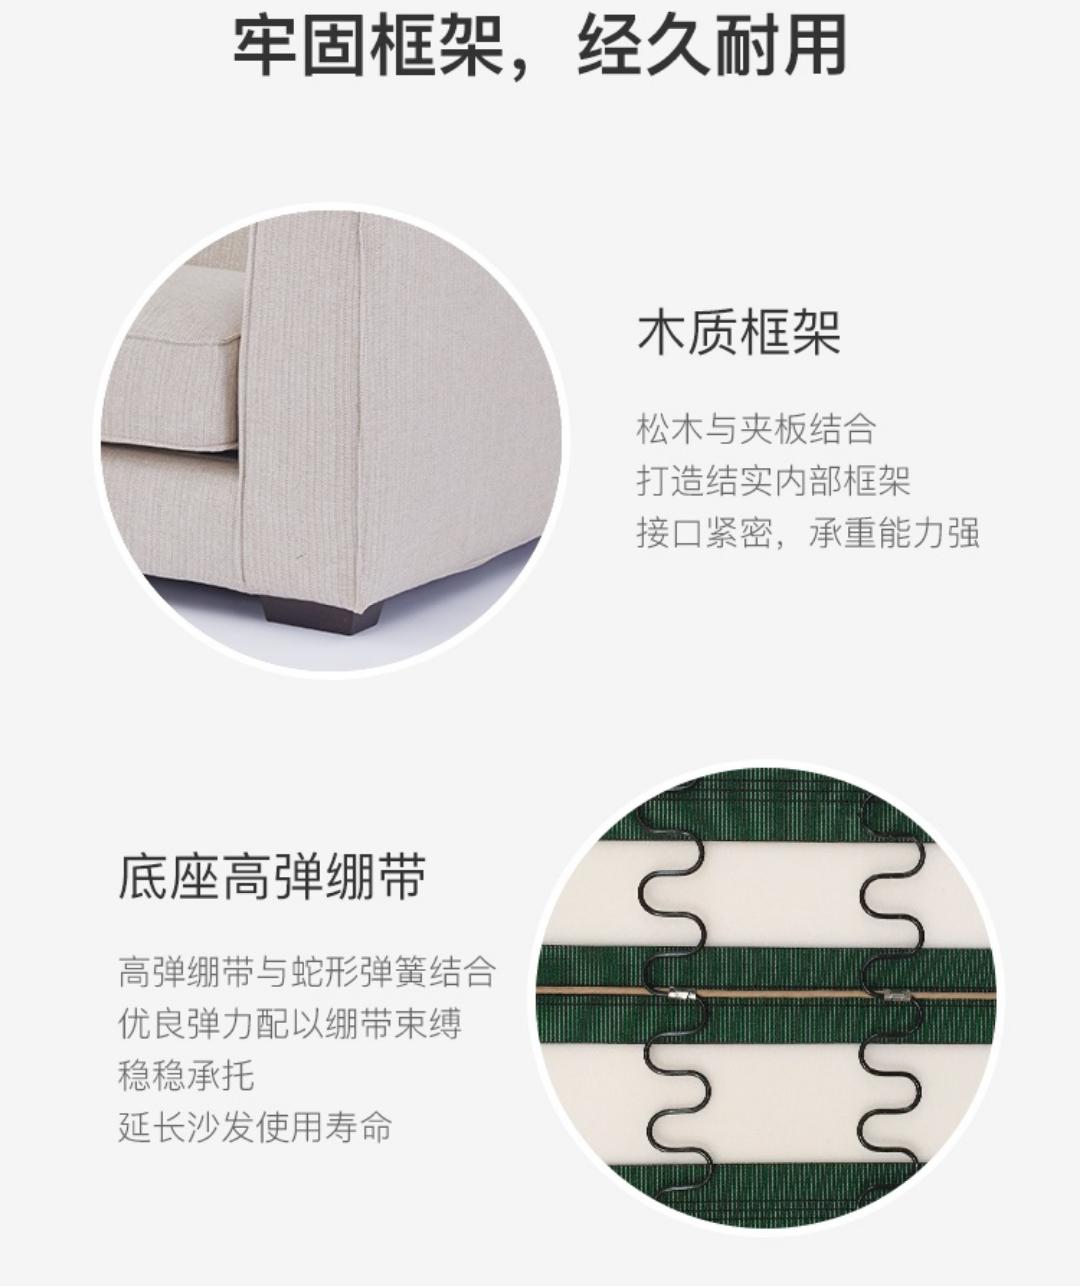 牢固框架，经久耐用
木质框架
松木与夹板结合
打造结实内部框架
接口紧密，承重能力强
底座高弹绷带
高弹绷带与蛇形弹簧结合
优良弹力配以绷带束缚
稳稳承托
延长沙发使用寿命